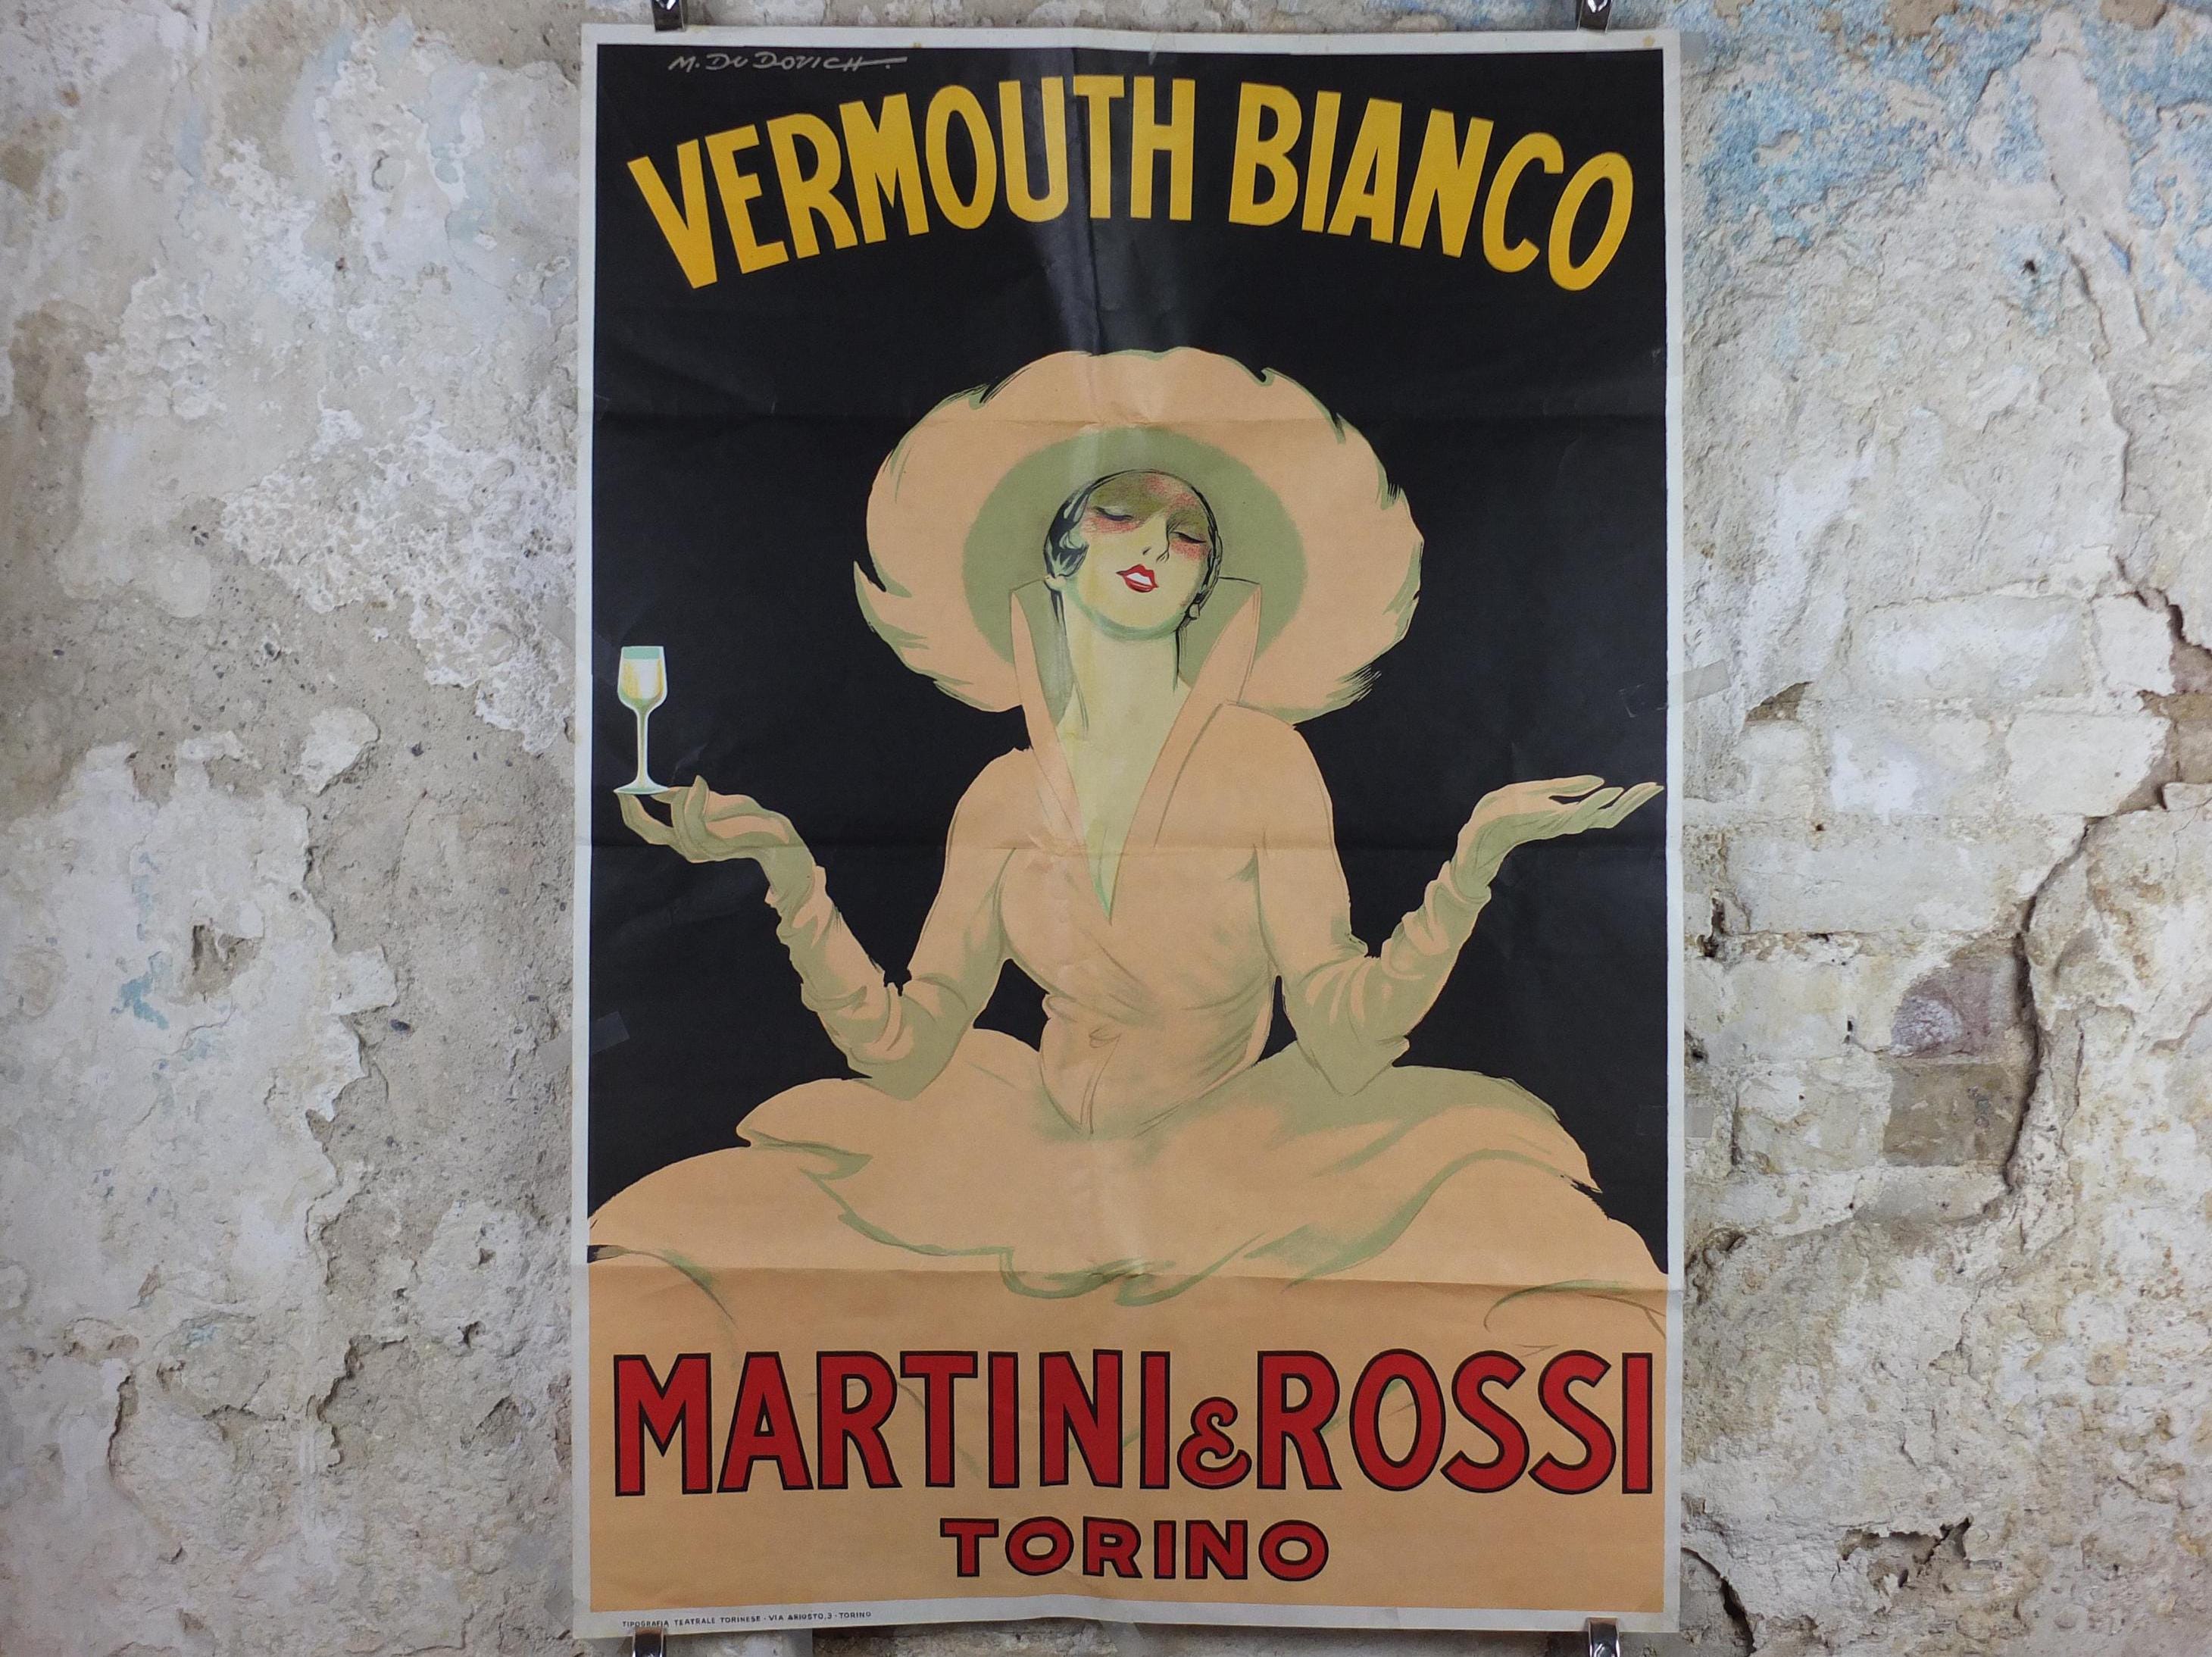 M. DUDOVICH.
VERMOUTH BIANCO
MARTINI & ROSSI
TORINO
TIPOGRAFIA TEATRALE TORINESE - VIA ARIOSTO, 3 - TORINO